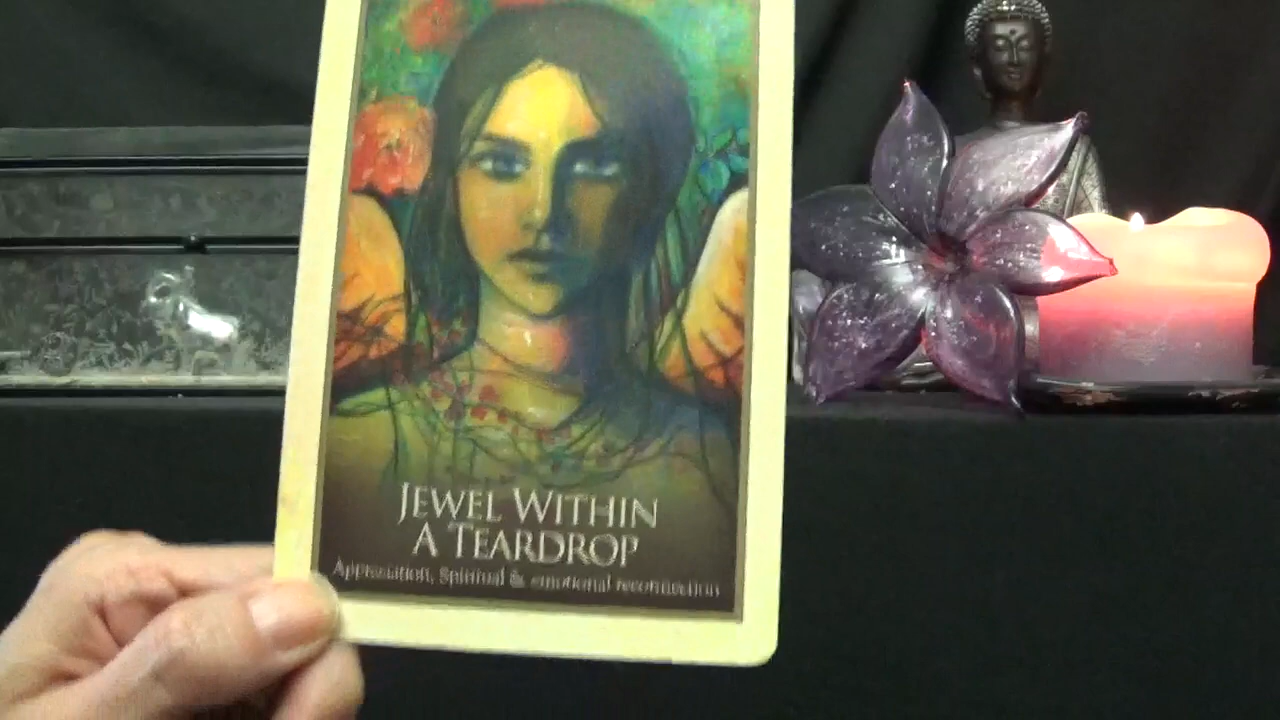 JEWEL WITHIN
A TEARDROP
Appreciation, Spiritual & emotional reconnection